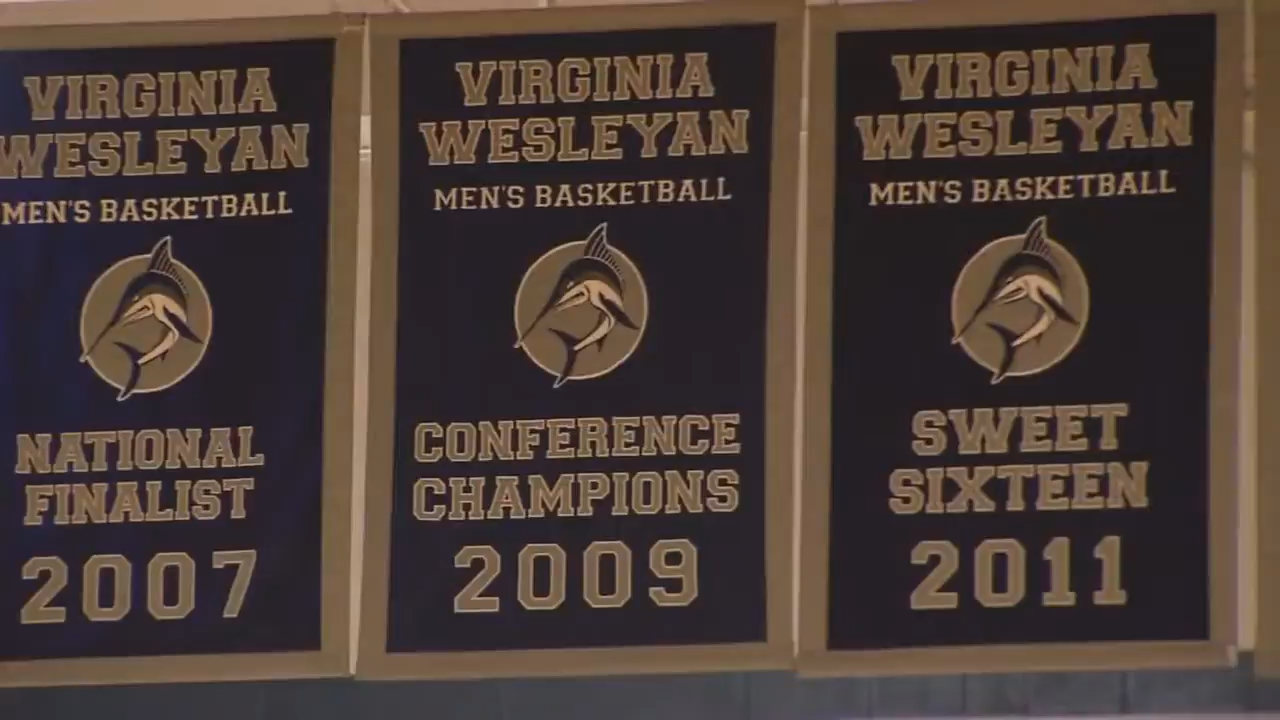 VIRGINIA
WESLEYAN
MEN'S BASKETBALL
NATIONAL
FINALIST
2007
VIRGINIA
WESLEYAN
MEN'S BASKETBALL
CONFERENCE
CHAMPIONS
2009
VIRGINIA
WESLEYAN
MEN'S BASKETBALL
SWEET
SIXTEEN
2011